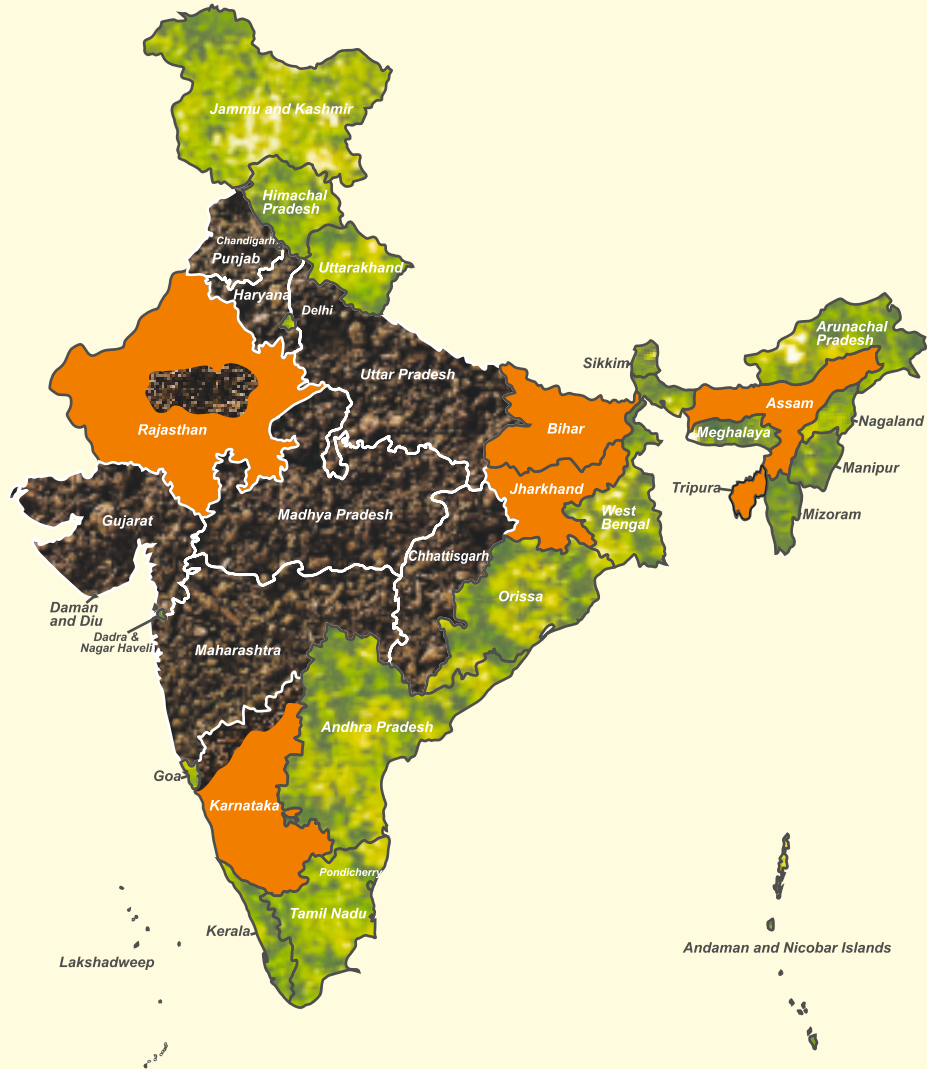 Jammu and Kashmir
Himachal
Pradesh
Chandigarh
Punjab
Uttarakhand
Haryana
Delhi
Arunachal
Pradesh
Sikkim
Uttar Pradesh
Assam
Nagaland
Rajasthan
Bihar
Meghalaya
Manipur
Jharkhand
Tripura
Gujarat
Madhya Pradesh
West
Bengal
Mizoram
Chhattisgarh
Orissa
Daman
and Diu
Dadra &
Nagar Haveli
Maharashtra
Andhra Pradesh
Goa
Karnataka
Pondicherry
Tamil Nadu
Kerala
Andaman and Nicobar Islands
Lakshadweep